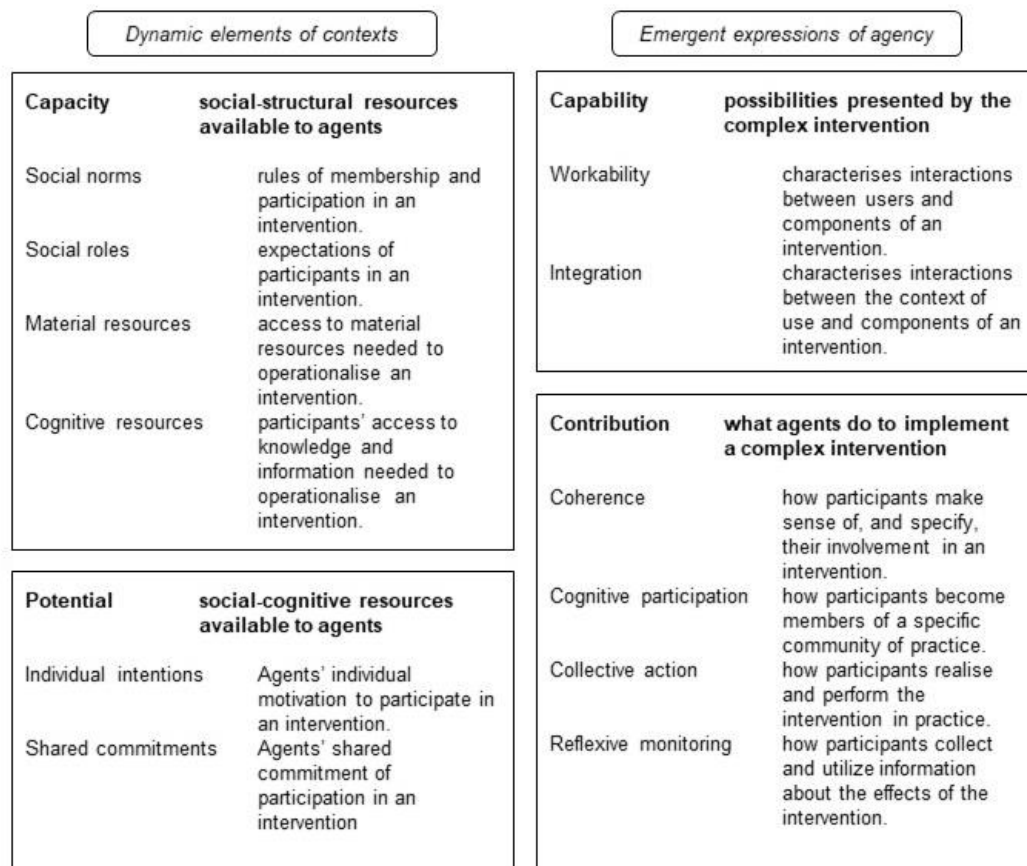 Dynamic elements of contexts
Capacity social-structural resources
available to agents
Social norms rules of membership and
participation in an
intervention.
Social roles expectations of
participants in an
intervention.
Material resources access to material
resources needed to
operationalise an
intervention.
Cognitive resources participants' access to
knowledge and
information needed to
operationalise an
intervention.
Potential social-cognitive resources
available to agents
Individual intentions Agents' individual
motivation to participate in
an intervention.
Shared commitments Agents' shared
commitment of
participation in an
intervention
Emergent expressions of agency
Capability possibilities presented by the
complex intervention
Workability characterises interactions
between users and
components of an
intervention.
Integration characterises interactions
between the context of
use and components of an
intervention.
Contribution what agents do to implement
a complex intervention
Coherence how participants make
sense of, and specify,
their involvement in an
intervention.
Cognitive participation how participants become
members of a specific
community of practice.
Collective action how participants realise
and perform the
intervention in practice.
Reflexive monitoring how participants collect
and utilize information
about the effects of the
intervention.